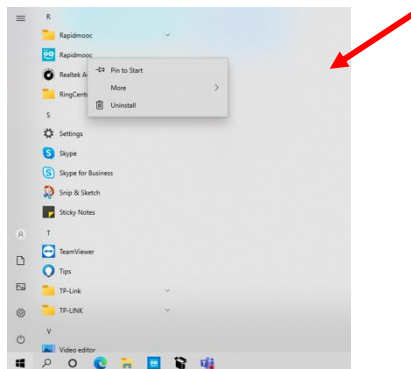 R
Rapidmooc
Rapidmooc
Realtek A
RingCent
Pin to Start
More
Uninstall
S
Settings
Skype
Skype for Business
Snip & Sketch
Sticky Notes
T
TeamViewer
Tips
TP-Link
TP-LINK
V
Video editor